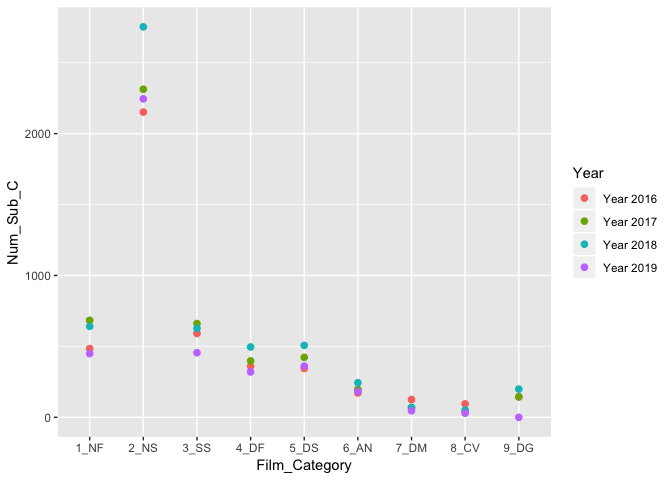 Num_Sub_C
2000
1000
0
1_NF 2_NS 3_SS 4_DF 5_DS 6_AN 7_DM 8_CV 9_DG
Film_Category
Year
Year 2016
Year 2017
Year 2018
Year 2019